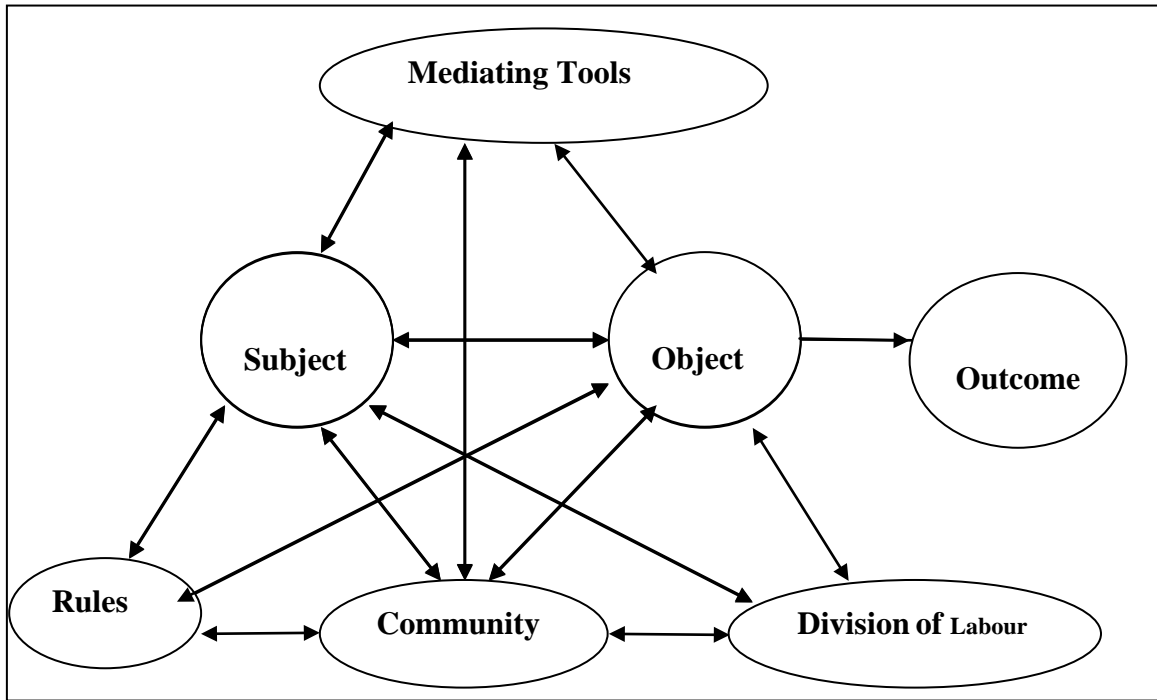 Mediating Tools
Subject
Object
Outcome
Rules
Community
Division of Labour